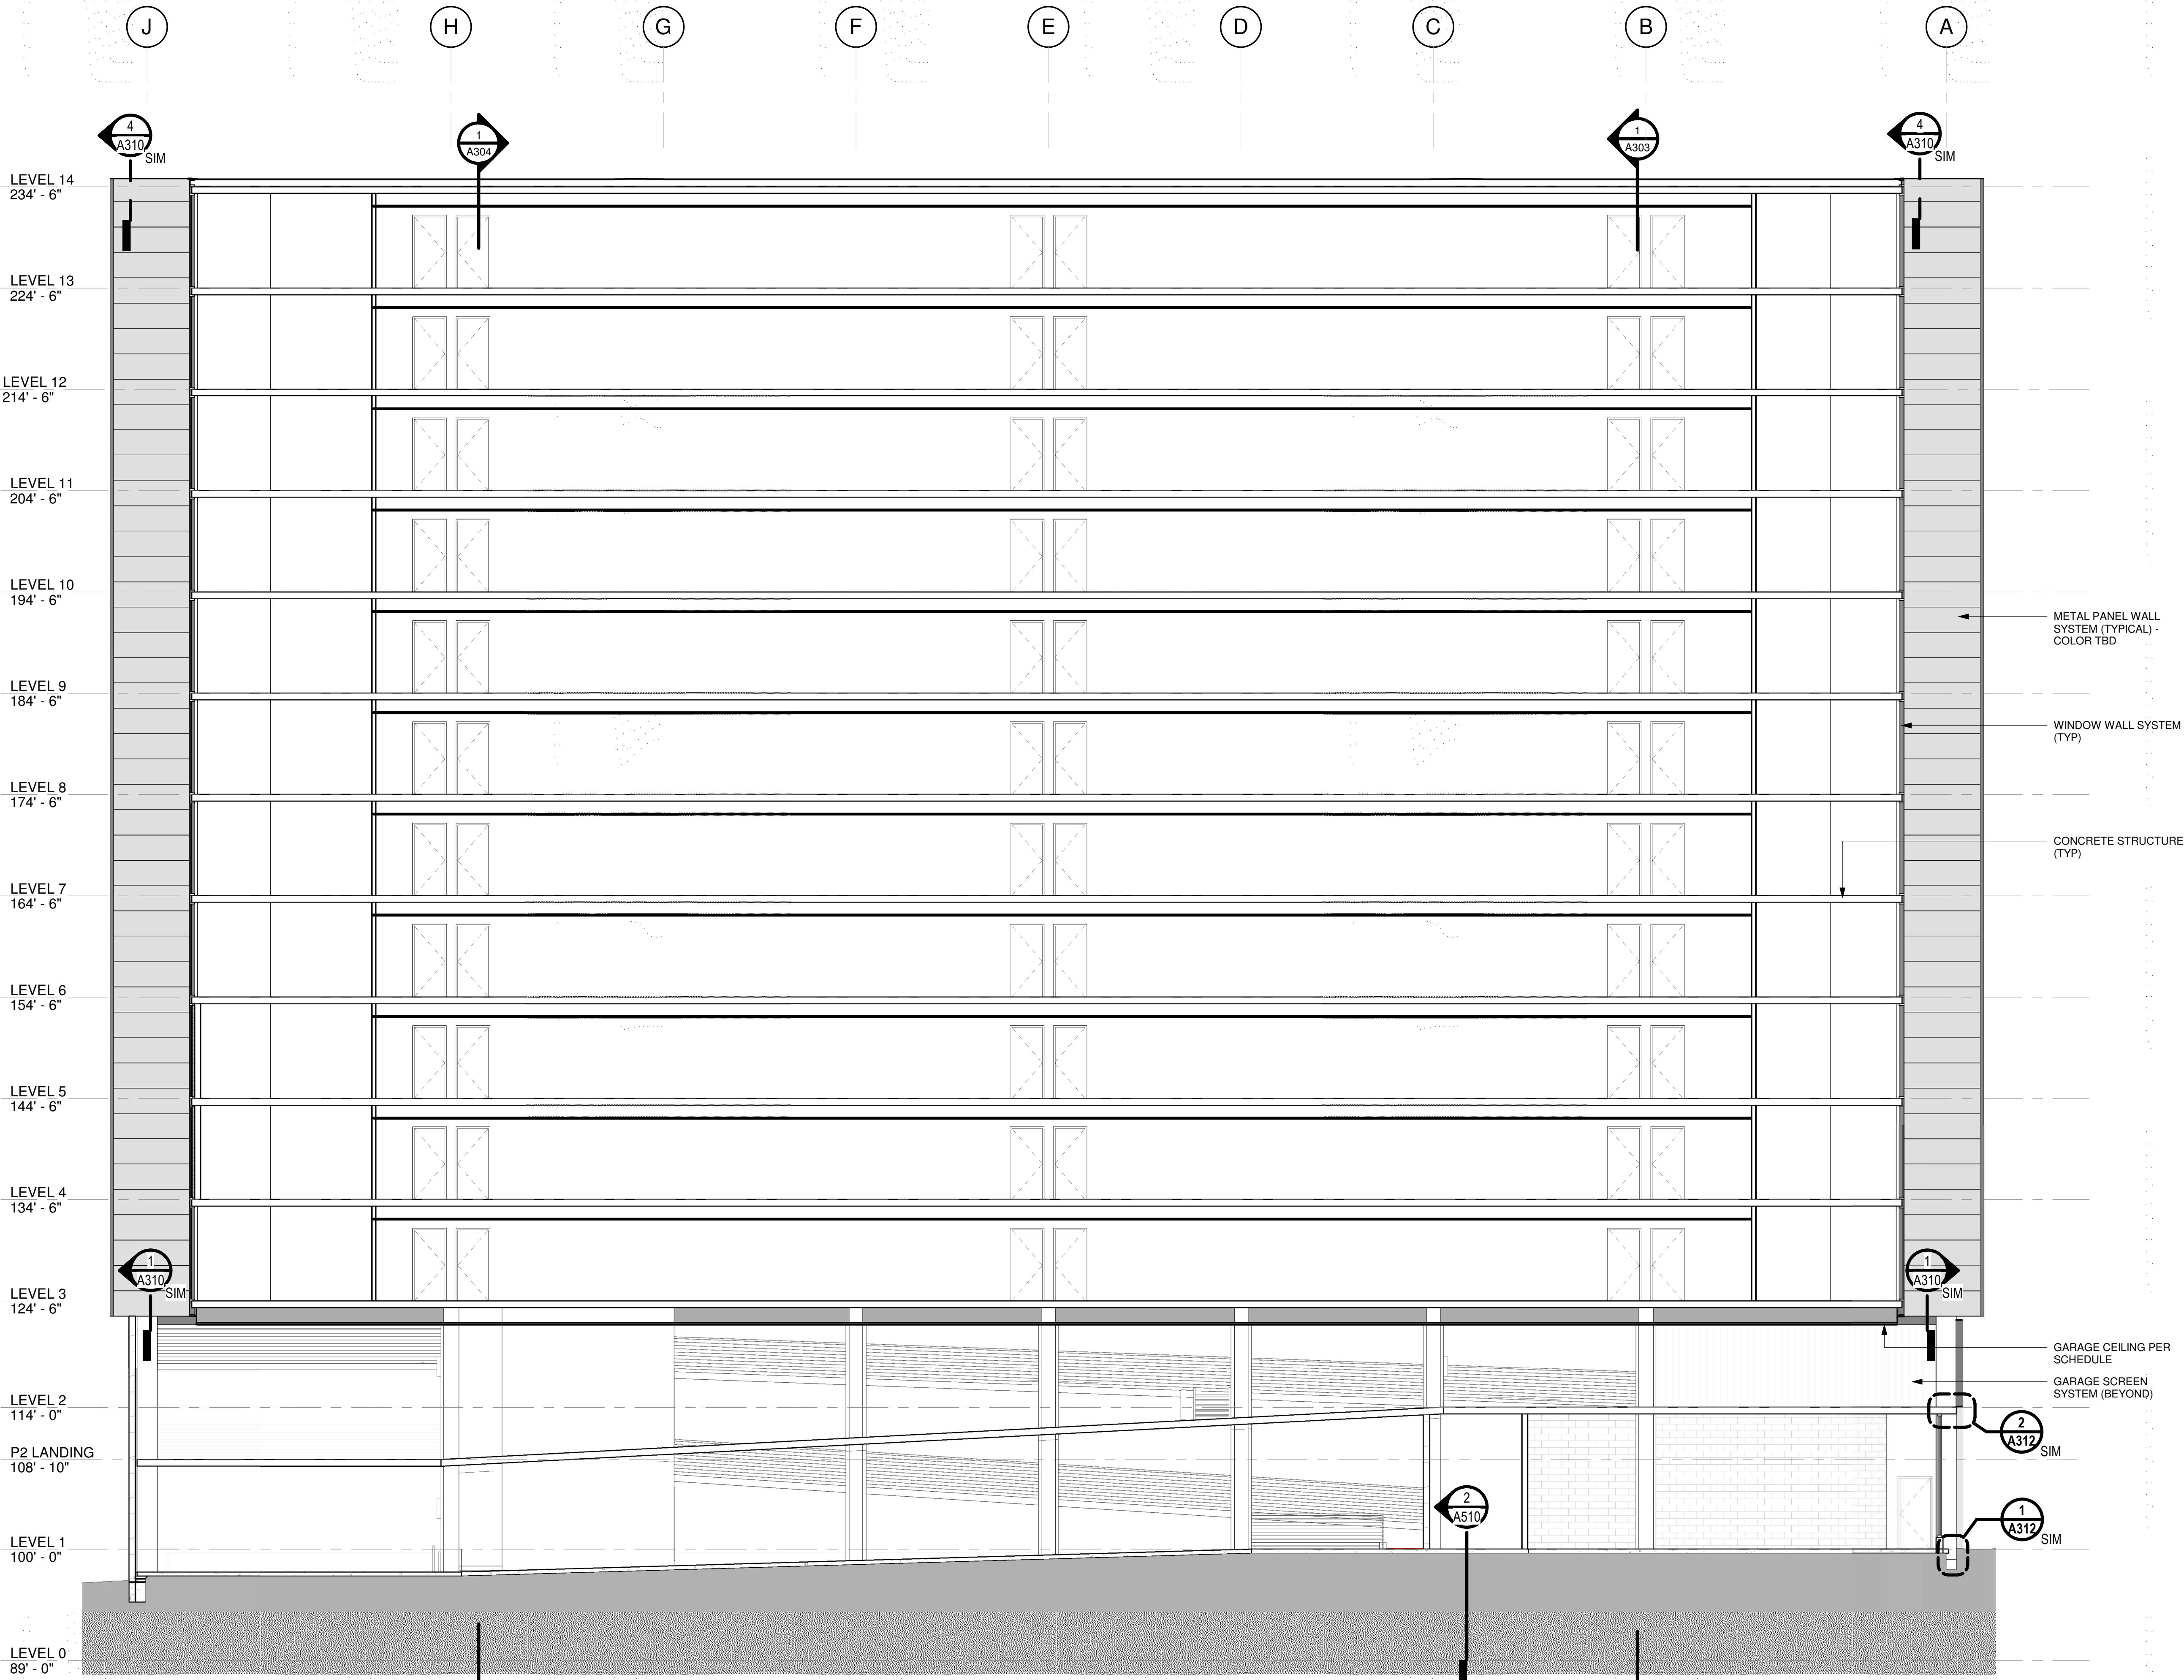 J
H
G
F
E
D
C
B
A
4
A310
SIM
1
A304
1
A303
4
A310
SIM
LEVEL 14
234' - 6"
LEVEL 13
224' - 6"
LEVEL 12
214' - 6"
LEVEL 11
204' - 6"
LEVEL 10
194' - 6"
METAL PANEL WALL
SYSTEM (TYPICAL) -
COLOR TBD
LEVEL 9
184' - 6"
WINDOW WALL SYSTEM
(TYP)
LEVEL 8
174' - 6"
CONCRETE STRUCTURE
(TYP)
LEVEL 7
164' - 6"
LEVEL 6
154' - 6"
LEVEL 5
144' - 6"
LEVEL 4
134' - 6"
1
A310
SIM
1
A310
SIM
LEVEL 3
124' - 6"
GARAGE CEILING PER
SCHEDULE
GARAGE SCREEN
SYSTEM (BEYOND)
LEVEL 2
114' - 0"
2
A312
SIM
P2 LANDING
108' - 10"
2
A510
1
A312
SIM
LEVEL 1
100' - 0"
LEVEL 0
89' - 0"